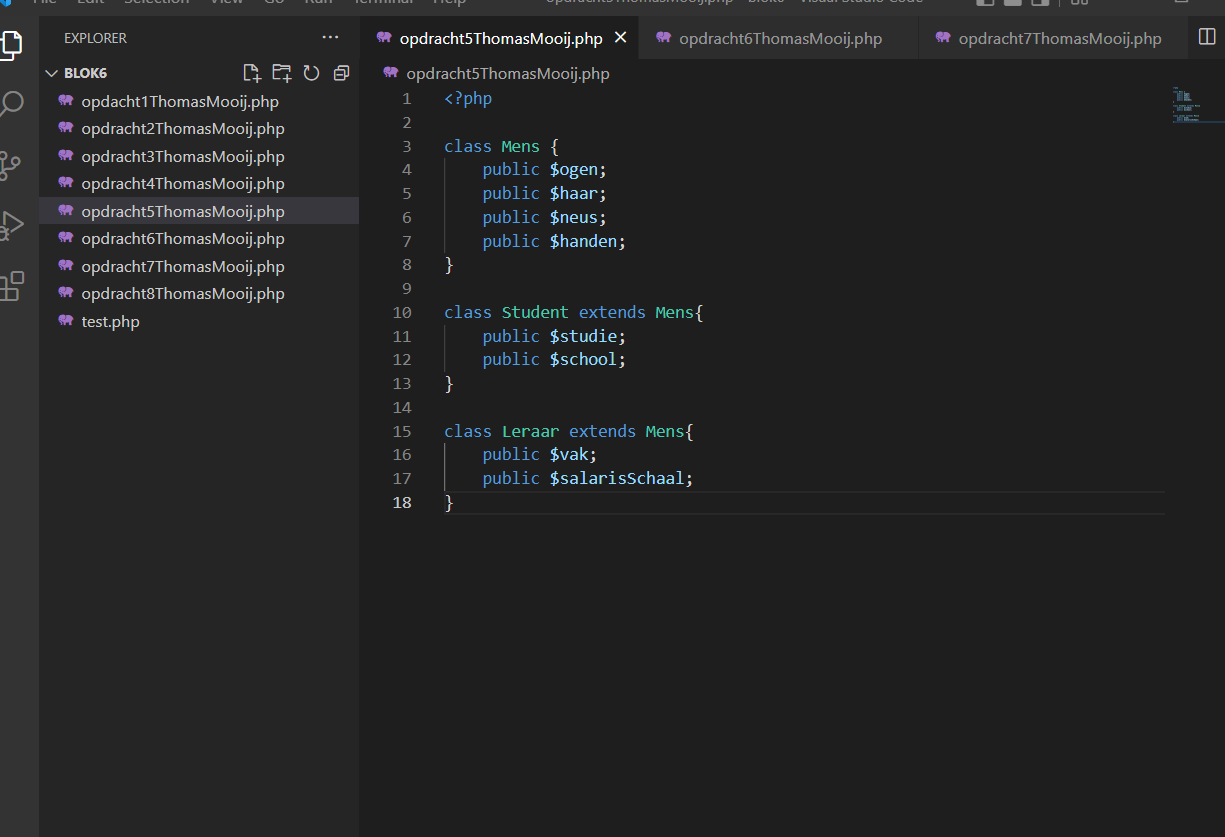 File Edit Selection View Go Run Terminal Help opdracht5ThomasMooij.php - blok6 - Visual Studio Code
EXPLORER ...
BLOK6
opdacht1ThomasMooij.php
opdracht2ThomasMooij.php
opdracht3ThomasMooij.php
opdracht4ThomasMooij.php
opdracht5ThomasMooij.php
opdracht6ThomasMooij.php
opdracht7ThomasMooij.php
opdracht8ThomasMooij.php
test.php
opdracht5ThomasMooij.php opdracht6ThomasMooij.php opdracht7ThomasMooij.php
opdracht5ThomasMooij.php
1 <?php
2
3 class Mens {
4 public $ogen;
5 public $haar;
6 public $neus;
7 public $handen;
8 }
9
10 class Student extends Mens{
11 public $studie;
12 public $school;
13 }
14
15 class Leraar extends Mens{
16 public $vak;
17 public $salarisSchaal;
18 }